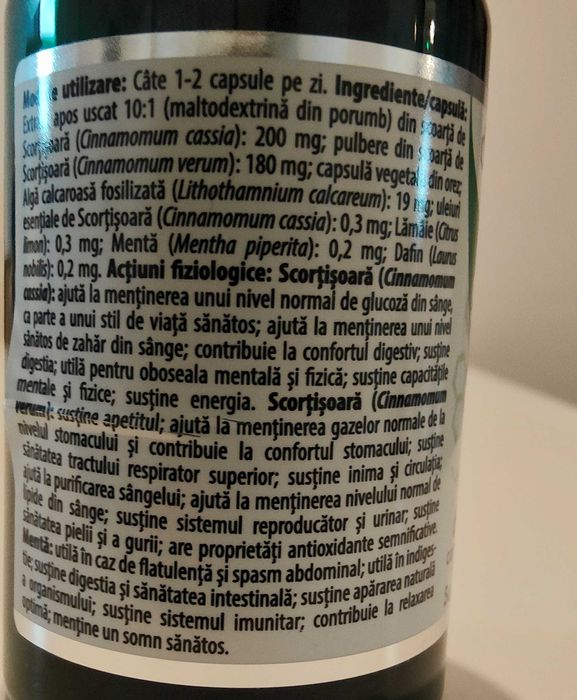 utilizare: Câte 1-2 capsule pe zi. Ingrediente/capsulă:
apos uscat 10:1 (maltodextrină din porumb) din scoarță de
Scorțișoară (Cinnamomum cassia): 200 mg; pulbere din scoarță de
Scorțișoară (Cinnamomum verum): 180 mg; capsulă vegetală din orez;
Algă calcaroasă fosilizată (Lithothamnium calcareum): 19 mg; uleiuri
esențiale de Scorțișoară (Cinnamomum cassia): 0,3 mg; Lămâie (Citrus
limon): 0,3 mg; Mentă (Mentha piperita): 0,2 mg; Dafin (Laurus
nobilis): 0,2 mg. Acțiuni fiziologice: Scorțișoară (Cinnamomum
cassia): ajută la menținerea unui nivel normal de glucoză din sânge,
ca parte a unui stil de viață sănătos; ajută la menținerea unui nivel
sănătos de zahăr din sânge; contribuie la confortul digestiv; susține
digestia; utilă pentru oboseala mentală și fizică; susține capacitățile
mentale și fizice; susține energia. Scorțișoară (Cinnamomum
verum): susține apetitul; ajută la menținerea gazelor normale de la
nivelul stomacului și contribuie la confortul stomacului; susține
sănătatea tractului respirator superior; susține inima și circulația;
ajută la purificarea sângelui; ajută la menținerea nivelului normal de
lipide din sânge; susține sistemul reproducător și urinar; susține
sănătatea pielii și a gurii; are proprietăți antioxidante semnificative.
Mentă: utilă în caz de flatulență și spasm abdominal; utilă în indiges-
tie; susține digestia și sănătatea intestinală; susține apărarea naturală
a organismului; susține sistemul imunitar; contribuie la relaxarea
optimă; menține un somn sănătos.